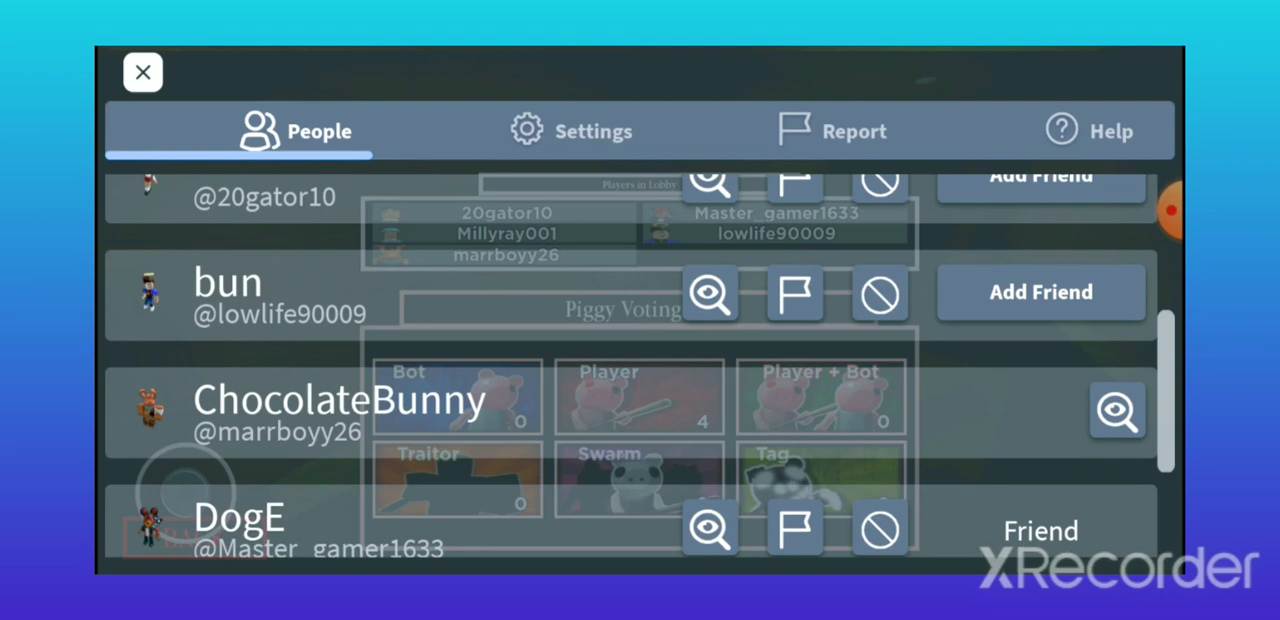 People
Settings
Report
Help
Add Friend
@20gator10
Players in Lobby
20gator10
Master_gamer1633
Millyray001
lowlife90009
marrboyy26
bun
@lowlife90009
Add Friend
Piggy Voting
Bot
Player
Player + Bot
0
4
0
ChocolateBunny
@marrboyy26
Traitor
Swarm
Tag
0
DogE
@Master_gamer1633
Friend
XRecorder